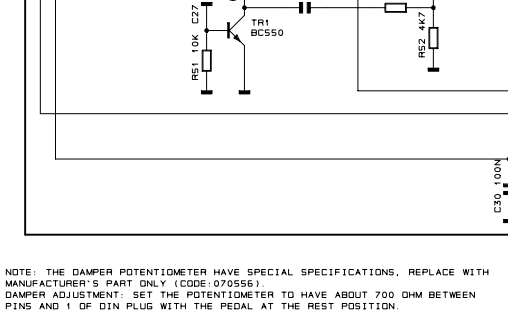 C27
TR1
BC550
R51 10K
R52 4K7
C30 100N
NOTE: THE DAMPER POTENTIOMETER HAVE SPECIAL SPECIFICATIONS, REPLACE WITH
MANUFACTURER'S PART ONLY (CODE:070556).
DAMPER ADJUSTMENT: SET THE POTENTIOMETER TO HAVE ABOUT 700 OHM BETWEEN
PINS AND 1 OF DIN PLUG WITH THE PEDAL AT THE REST POSITION.